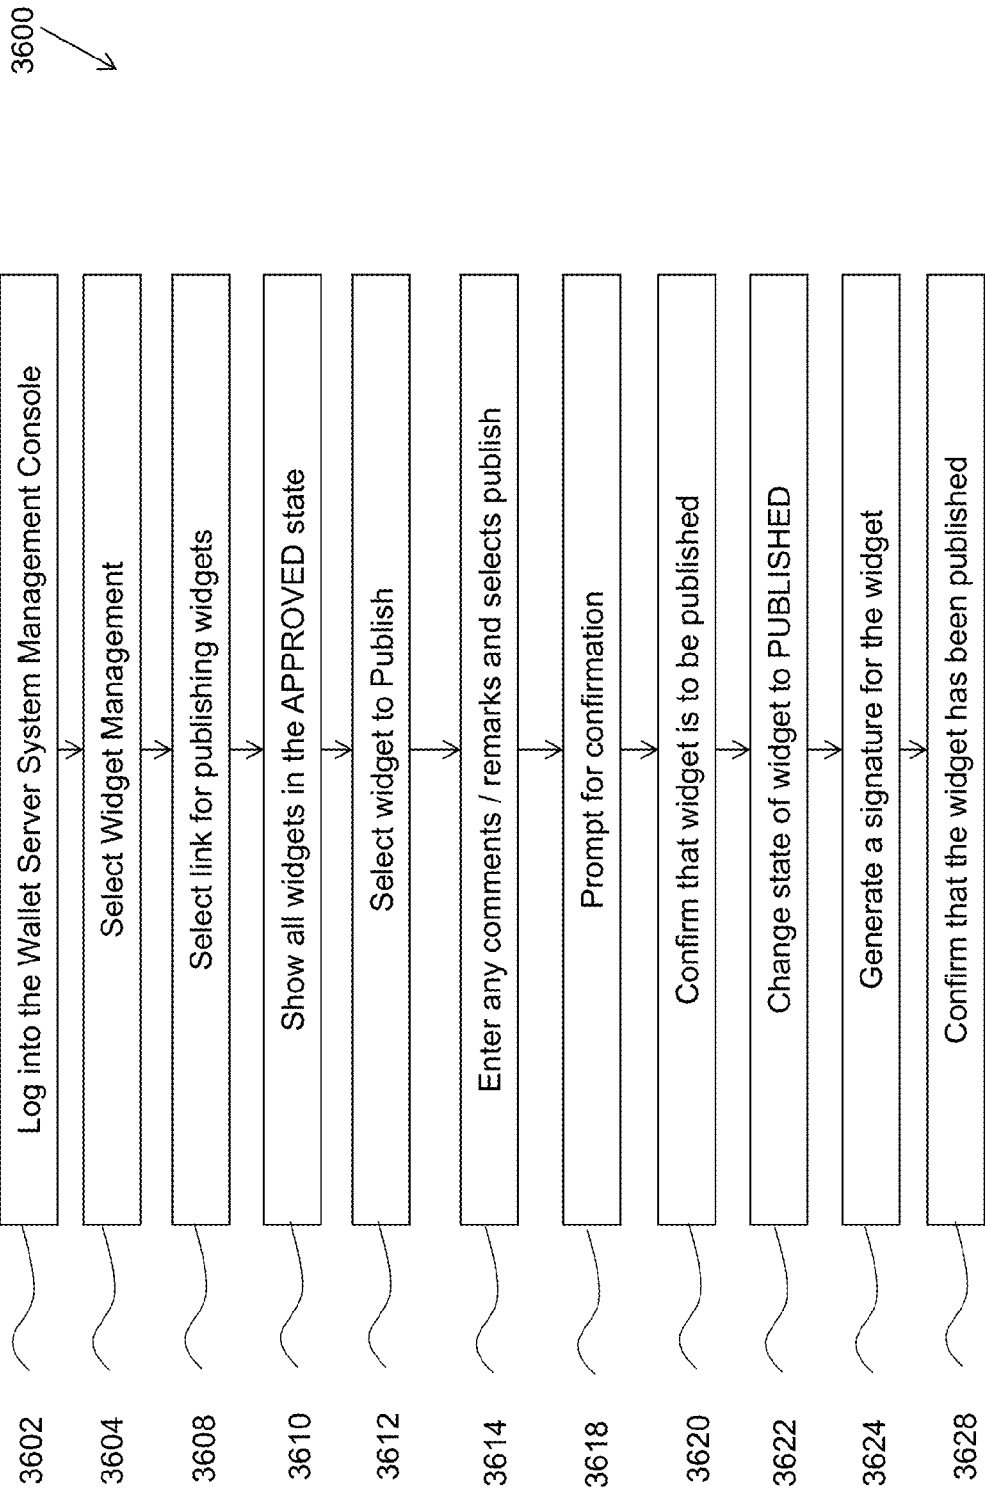 3600
3602
Log into the Wallet Server System Management Console
3604
Select Widget Management
3608
Select link for publishing widgets
3610
Show all widgets in the APPROVED state
3612
Select widget to Publish
3614
Enter any comments / remarks and selects publish
3618
Prompt for confirmation
3620
Confirm that widget is to be published
3622
Change state of widget to PUBLISHED
3624
Generate a signature for the widget
3628
Confirm that the widget has been published